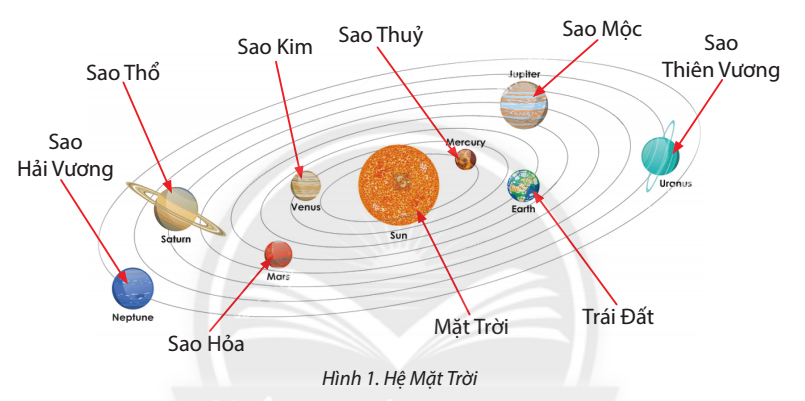 Sao Thuỷ
Sao Mộc
Sao Kim
Sao
Thiên Vương
Sao Thổ
Jupiter
Sao
Hải Vương
Mercury
Uranus
Venus
Earth
Saturn
Sun
Mars
Neptune
Trái Đất
Mặt Trời
Sao Hỏa
Hình 1. Hệ Mặt Trời